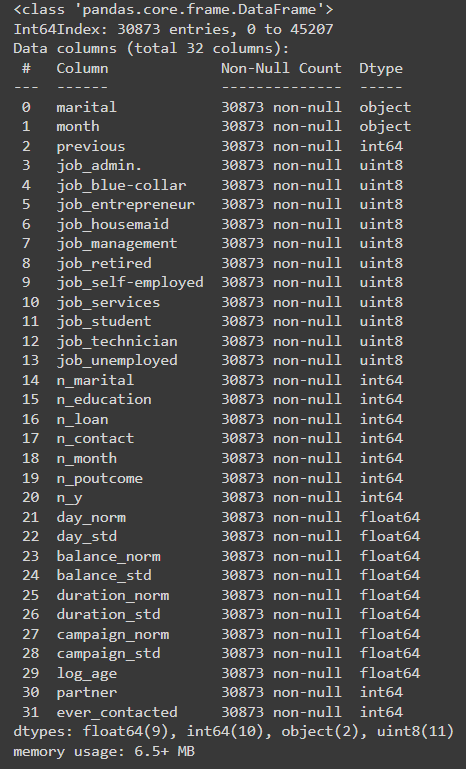 <class 'pandas.core.frame.DataFrame'>
Int64Index: 30873 entries, 0 to 45207
Data columns (total 32 columns):
 #   Column             Non-Null Count  Dtype
---  ------             --------------  -----
 0   marital            30873 non-null  object
 1   month              30873 non-null  object
 2   previous           30873 non-null  int64
 3   job_admin.         30873 non-null  uint8
 4   job_blue-collar    30873 non-null  uint8
 5   job_entrepreneur   30873 non-null  uint8
 6   job_housemaid      30873 non-null  uint8
 7   job_management     30873 non-null  uint8
 8   job_retired        30873 non-null  uint8
 9   job_self-employed  30873 non-null  uint8
 10  job_services       30873 non-null  uint8
 11  job_student        30873 non-null  uint8
 12  job_technician     30873 non-null  uint8
 13  job_unemployed     30873 non-null  uint8
 14  n_marital          30873 non-null  int64
 15  n_education        30873 non-null  int64
 16  n_loan             30873 non-null  int64
 17  n_contact          30873 non-null  int64
 18  n_month            30873 non-null  int64
 19  n_poutcome         30873 non-null  int64
 20  n_y                30873 non-null  int64
 21  day_norm           30873 non-null  float64
 22  day_std            30873 non-null  float64
 23  balance_norm       30873 non-null  float64
 24  balance_std        30873 non-null  float64
 25  duration_norm      30873 non-null  float64
 26  duration_std       30873 non-null  float64
 27  campaign_norm      30873 non-null  float64
 28  campaign_std       30873 non-null  float64
 29  log_age            30873 non-null  float64
 30  partner            30873 non-null  int64
 31  ever_contacted     30873 non-null  int64
dtypes: float64(9), int64(10), object(2), uint8(11)
memory usage: 6.5+ MB